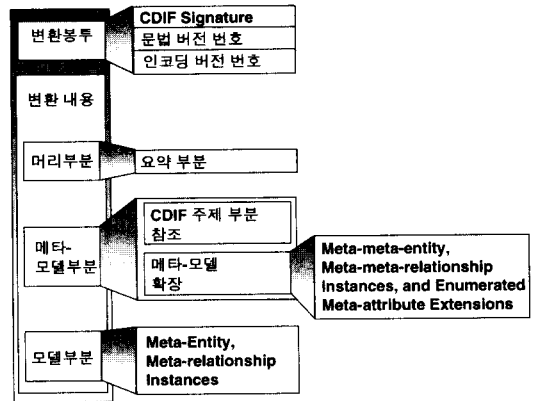 변환봉투
CDIF Signature
문법 버전 번호
인코딩 버전 번호
변환 내용
머리부분
요약 부분
메타-
모델부분
CDIF 주제 부분
참조
메타-모델
확장
Meta-meta-entity,
Meta-meta-relationship
Instances, and Enumerated
Meta-attribute Extensions
모델부분
Meta-Entity,
Meta-relationship
Instances